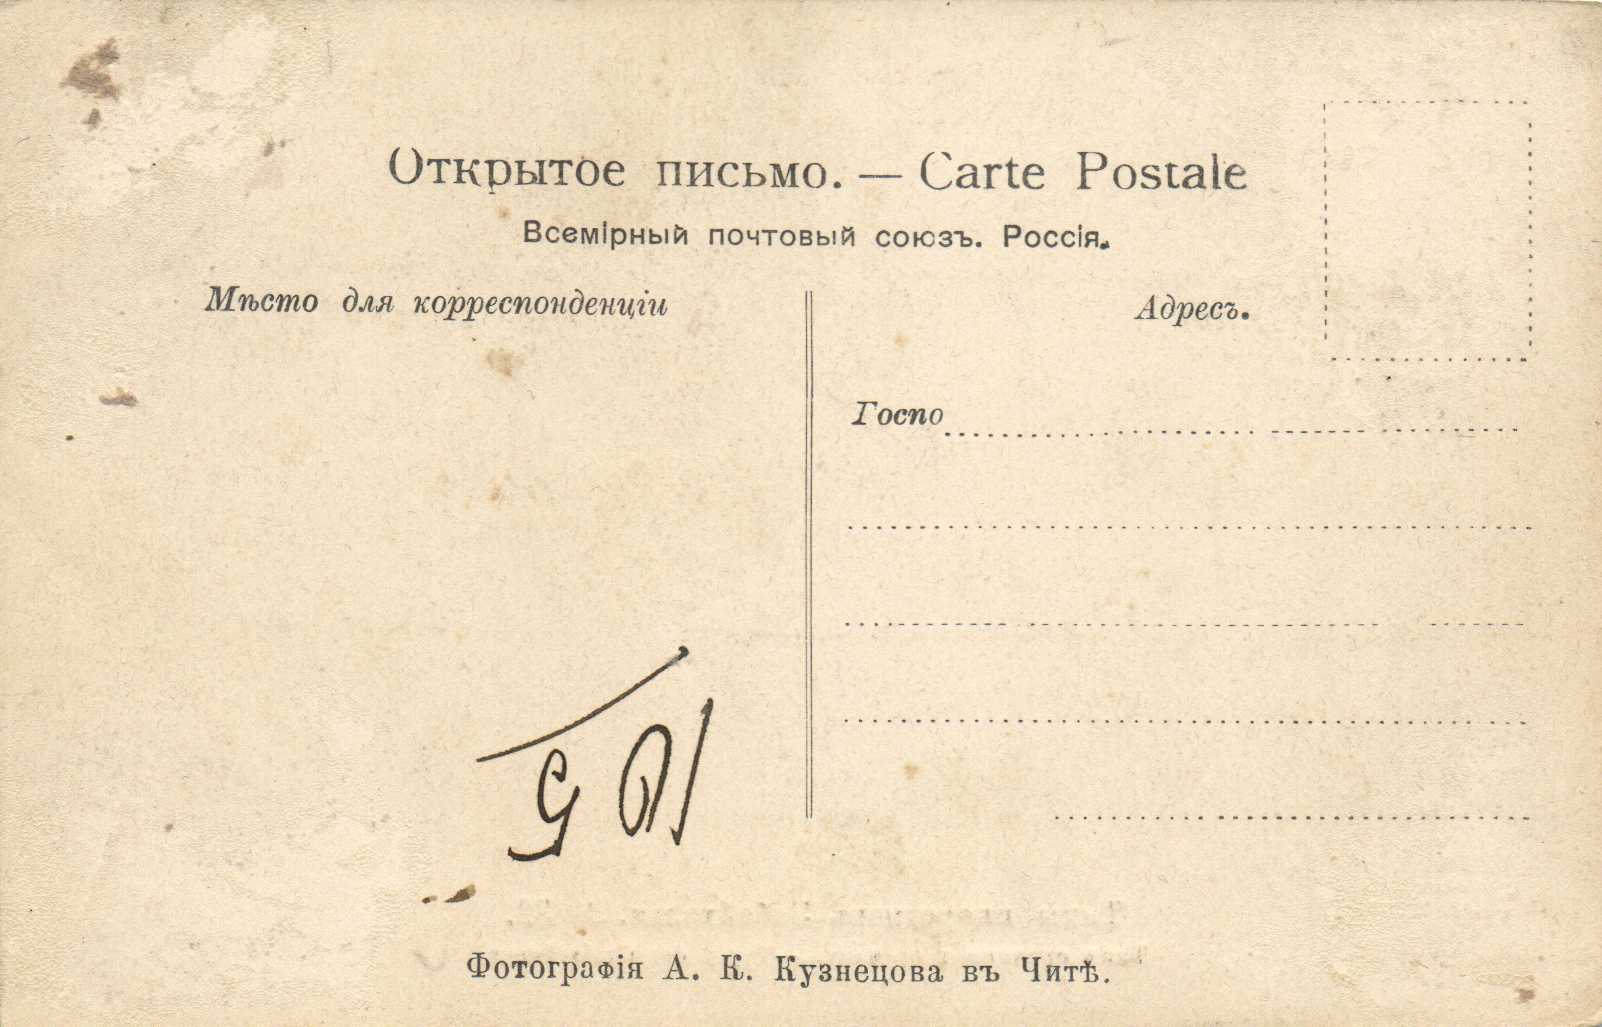 Открытое письмо. — Carte Postale
Всемірный почтовый союзъ. Россія.
Мѣсто для корреспонденціи
Адресъ.
Госпо
Фотографія А. К. Кузнецова въ Читѣ.